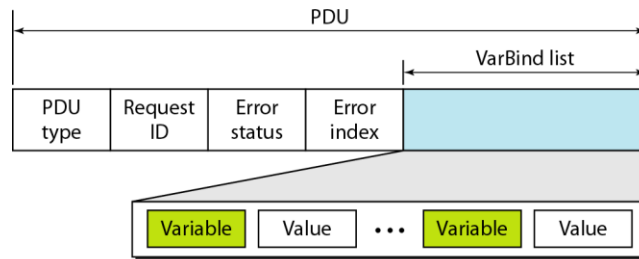 PDU
VarBind list
PDU type
Request ID
Error status
Error index
Variable Value ... Variable Value